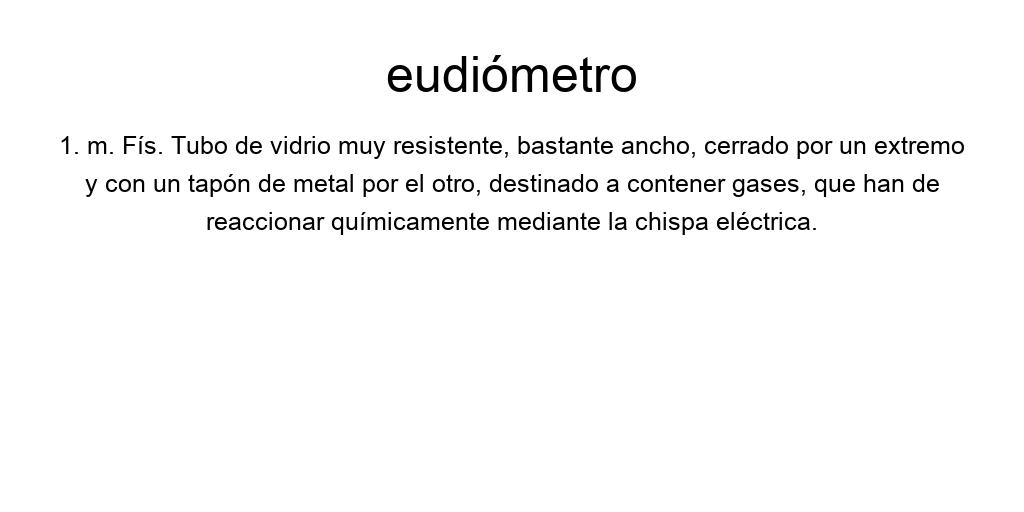 eudiómetro
1. m. Fís. Tubo de vidrio muy resistente, bastante ancho, cerrado por un extremo
y con un tapón de metal por el otro, destinado a contener gases, que han de
reaccionar químicamente mediante la chispa eléctrica.